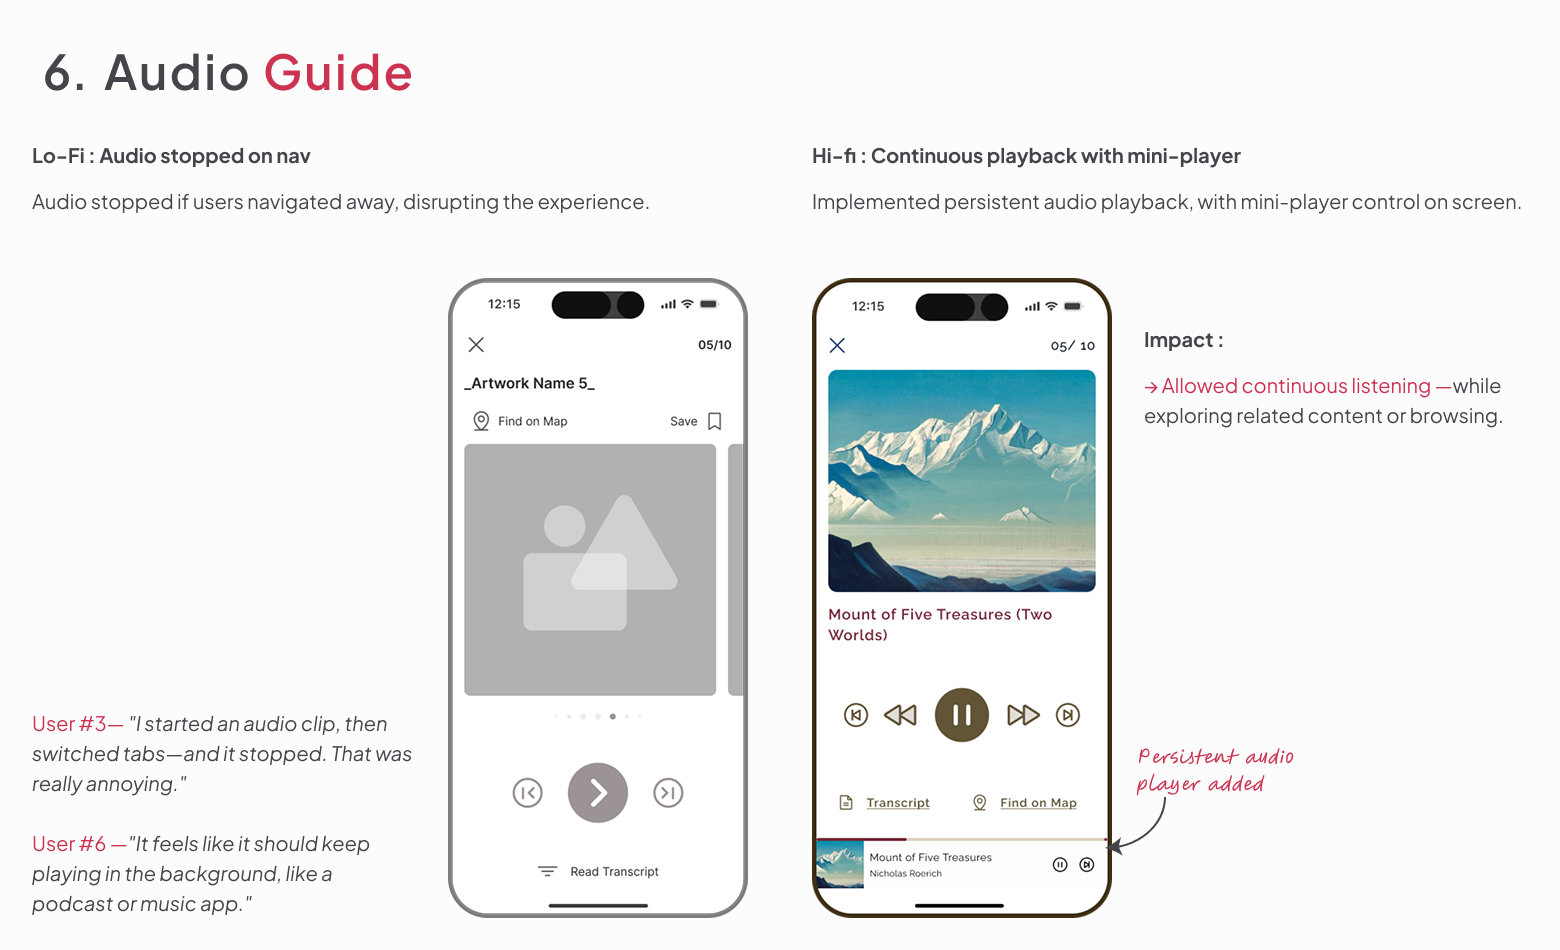 6. Audio Guide
Lo-Fi : Audio stopped on nav
Audio stopped if users navigated away, disrupting the experience.
Hi-fi : Continuous playback with mini-player
Implemented persistent audio playback, with mini-player control on screen.
User #3— "I started an audio clip, then
switched tabs—and it stopped. That was
really annoying."
User #6 —"It feels like it should keep
playing in the background, like a
podcast or music app."
12:15
05/10
_Artwork Name 5_
Find on Map
Save
Read Transcript
12:15
05/ 10
Mount of Five Treasures (Two
Worlds)
Transcript
Find on Map
Mount of Five Treasures
Nicholas Roerich
Impact :
→ Allowed continuous listening —while
exploring related content or browsing.
Persistent audio
player added